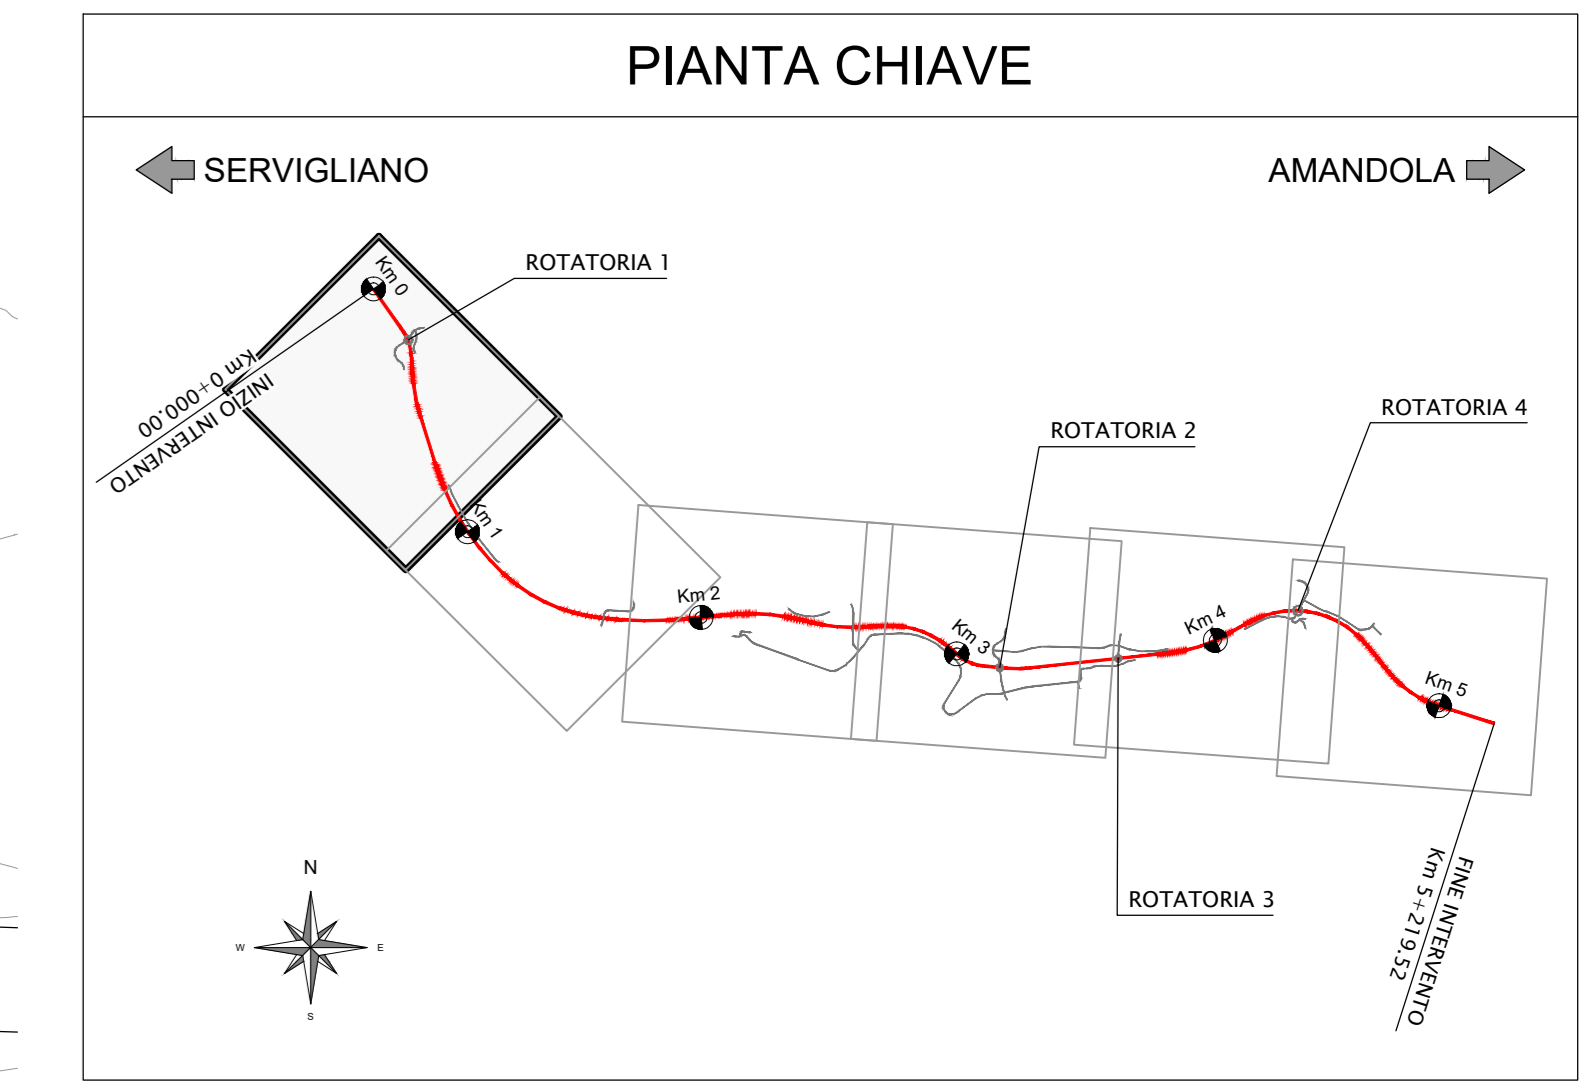 PIANTA CHIAVE
SERVIGLIANO
AMANDOLA
Km 0
ROTATORIA 1
Km 0+000.00
INIZIO INTERVENTO
ROTATORIA 4
ROTATORIA 2
Km 1
Km 2
Km 3
Km 4
Km 5
ROTATORIA 3
FINE INTERVENTO
Km 5+219.52
N
W
E
S